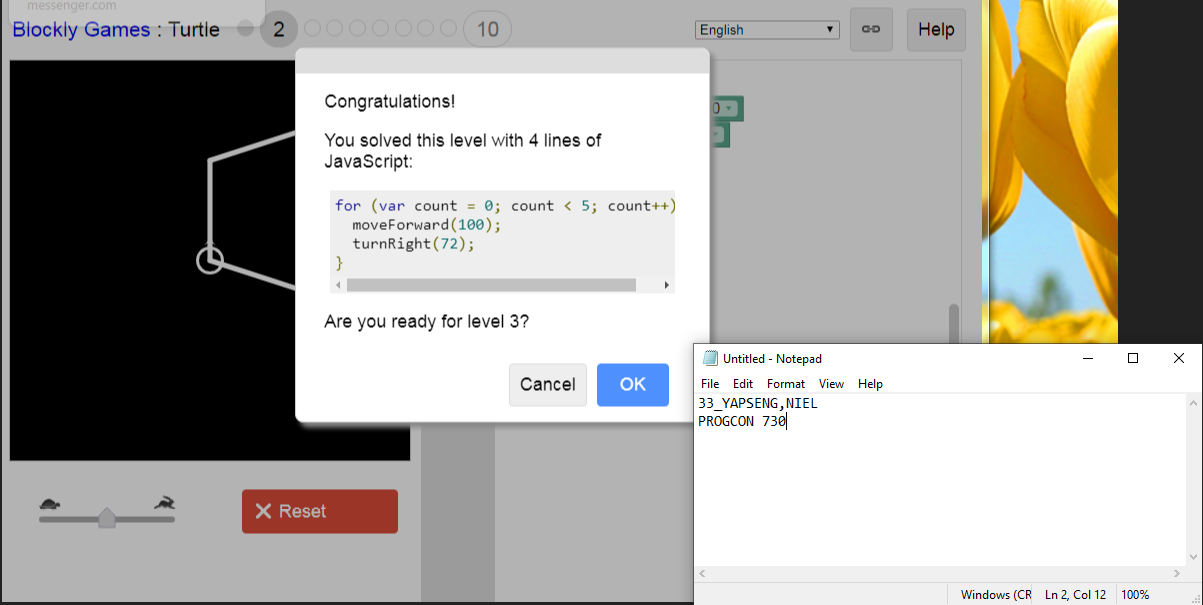 messenger.com
Blockly Games : Turtle
2
10
English
Help
Congratulations!
You solved this level with 4 lines of
JavaScript:
for (var count = 0; count < 5; count++)
moveForward(100);
turnRight(72);
}
Are you ready for level 3?
Cancel
OK
Reset
Untitled - Notepad
File Edit Format View Help
33_YAPSENG,NIEL
PROGCON 730
Windows (CR
Ln 2, Col 12
100%